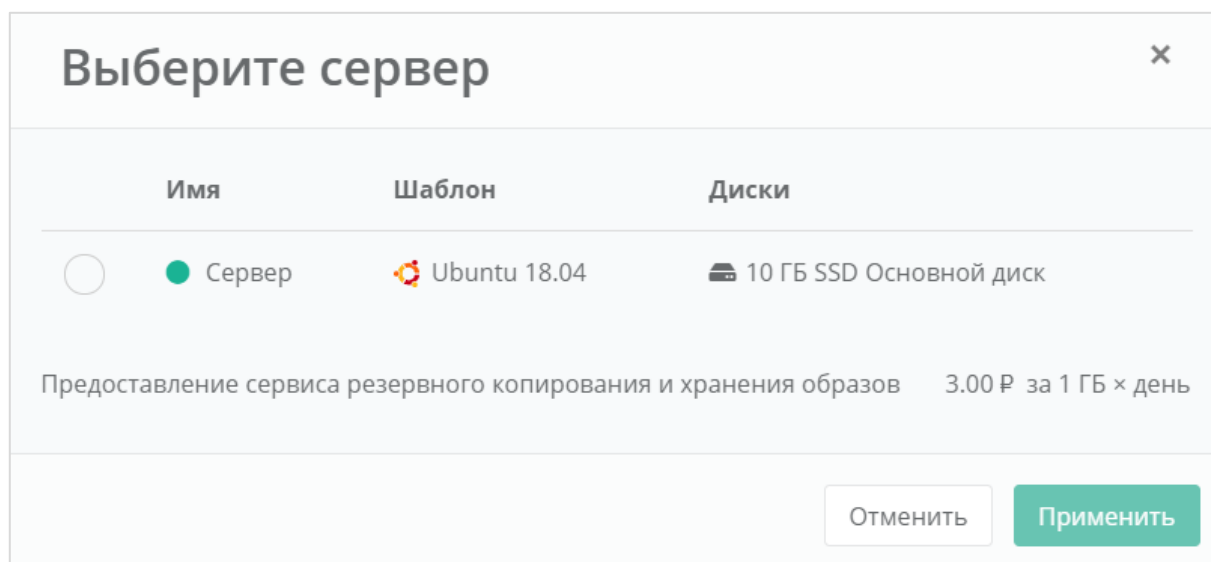 Выберите сервер ×
Имя Шаблон Диски
Сервер Ubuntu 18.04 10 ГБ SSD Основной диск
Предоставление сервиса резервного копирования и хранения образов 3.00 ₽ за 1 ГБ × день
Отменить Применить